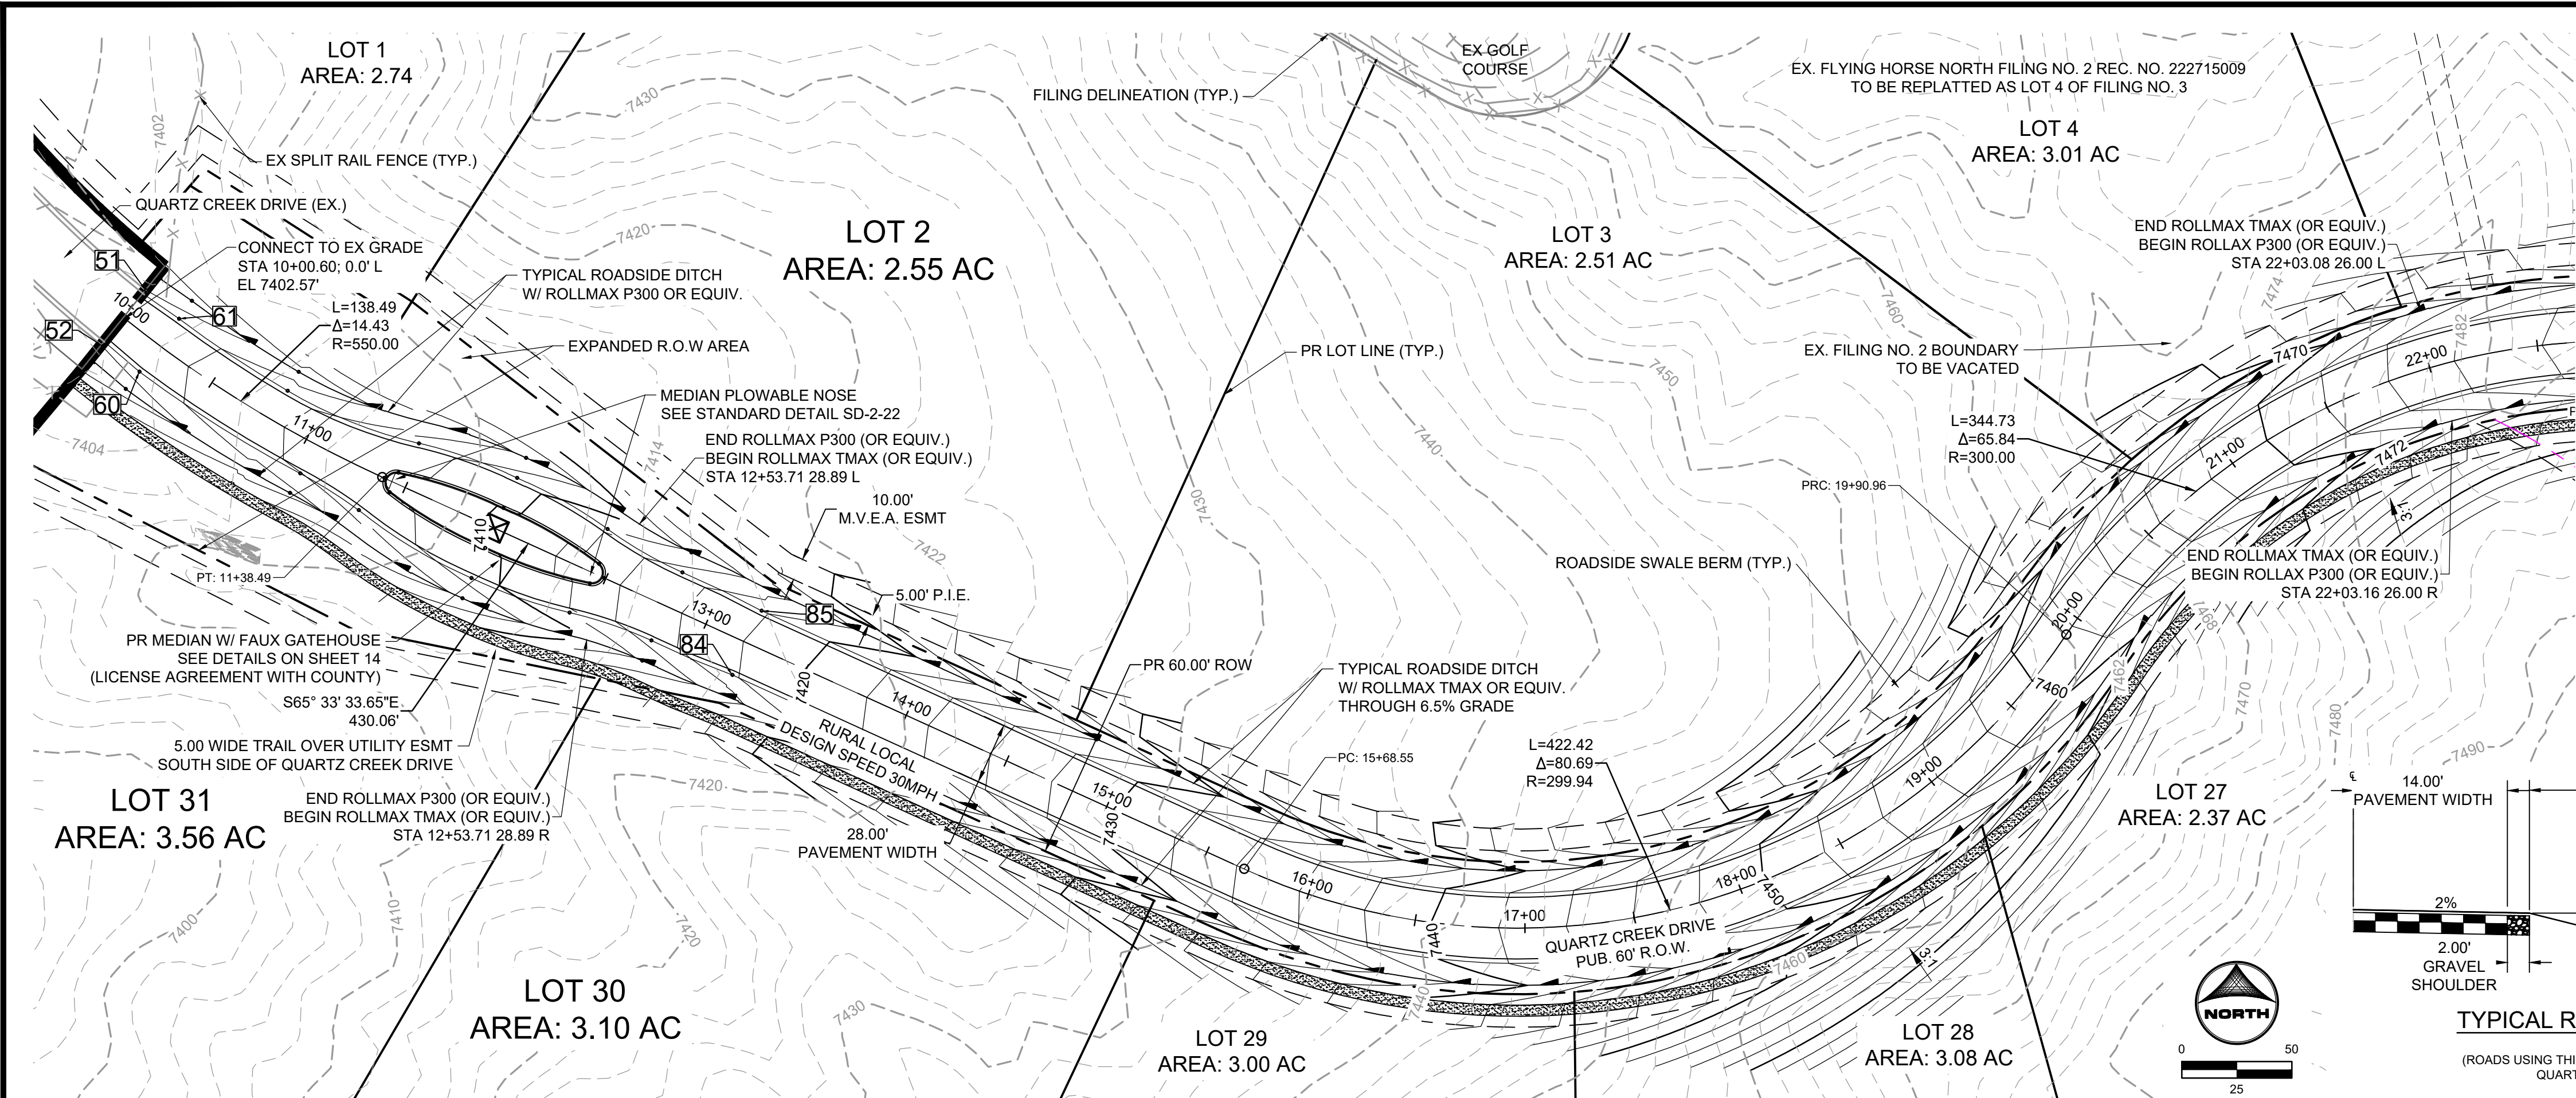 LOT 1
AREA: 2.74
7402
EX SPLIT RAIL FENCE (TYP.)
QUARTZ CREEK DRIVE (EX.)
CONNECT TO EX GRADE
STA 10+00.60; 0.0' L
EL 7402.57'
51
52
10+00
61
60
L=138.49
Δ=14.43
R=550.00
7404
11+00
7430
7420
LOT 2
AREA: 2.55 AC
TYPICAL ROADSIDE DITCH
W/ ROLLMAX P300 OR EQUIV.
EXPANDED R.O.W AREA
MEDIAN PLOWABLE NOSE
SEE STANDARD DETAIL SD-2-22
END ROLLMAX P300 (OR EQUIV.)
BEGIN ROLLMAX TMAX (OR EQUIV.)
STA 12+53.71 28.89 L
7414
10.00'
M.V.E.A. ESMT
7422
5.00' P.I.E.
7410
PT: 11+38.49
13+00
85
84
PR MEDIAN W/ FAUX GATEHOUSE
SEE DETAILS ON SHEET 14
(LICENSE AGREEMENT WITH COUNTY)
S65° 33' 33.65"E
430.06'
5.00 WIDE TRAIL OVER UTILITY ESMT
SOUTH SIDE OF QUARTZ CREEK DRIVE
END ROLLMAX P300 (OR EQUIV.)
BEGIN ROLLMAX TMAX (OR EQUIV.)
STA 12+53.71 28.89 R
LOT 31
AREA: 3.56 AC
7400
7410
LOT 30
AREA: 3.10 AC
7420
7420
7430
7420
14+00
RURAL LOCAL
DESIGN SPEED 30MPH
28.00'
PAVEMENT WIDTH
PR 60.00' ROW
15+00
7430
FILING DELINEATION (TYP.)
EX GOLF
COURSE
PR LOT LINE (TYP.)
LOT 3
AREA: 2.51 AC
7430
7440
7450
7460
TYPICAL ROADSIDE DITCH
W/ ROLLMAX TMAX OR EQUIV.
THROUGH 6.5% GRADE
PC: 15+68.55
16+00
L=422.42
Δ=80.69
R=299.94
ROADSIDE SWALE BERM (TYP.)
17+00
7440
7440
QUARTZ CREEK DRIVE
PUB. 60' R.O.W.
18+00
7450
7460
3:1
19+00
LOT 29
AREA: 3.00 AC
LOT 28
AREA: 3.08 AC
LOT 27
AREA: 2.37 AC
EX. FLYING HORSE NORTH FILING NO. 2 REC. NO. 222715009
TO BE REPLATTED AS LOT 4 OF FILING NO. 3
LOT 4
AREA: 3.01 AC
END ROLLMAX TMAX (OR EQUIV.)
BEGIN ROLLAX P300 (OR EQUIV.)
STA 22+03.08 26.00 L
EX. FILING NO. 2 BOUNDARY
TO BE VACATED
7474
7482
7470
22+00
L=344.73
Δ=65.84
R=300.00
PRC: 19+90.96
21+00
7472
3:1
20+00
7460
7462
7468
7470
7480
7490
END ROLLMAX TMAX (OR EQUIV.)
BEGIN ROLLAX P300 (OR EQUIV.)
STA 22+03.16 26.00 R
14.00'
PAVEMENT WIDTH
2%
2.00'
GRAVEL
SHOULDER
TYPICAL R
(ROADS USING THI
QUART
NORTH
0 50
25